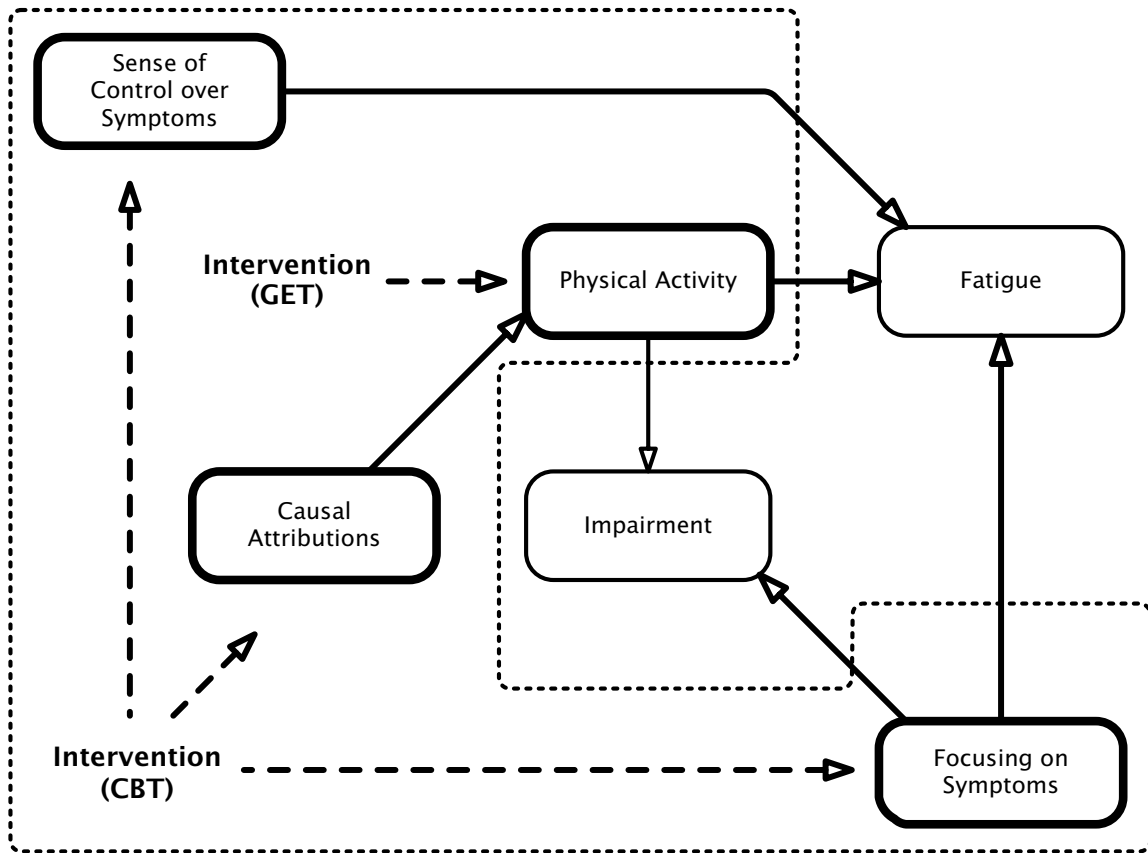 Sense of
Control over
Symptoms
Intervention
(GET)
Physical Activity
Fatigue
Causal
Attributions
Impairment
Intervention
(CBT)
Focusing on
Symptoms